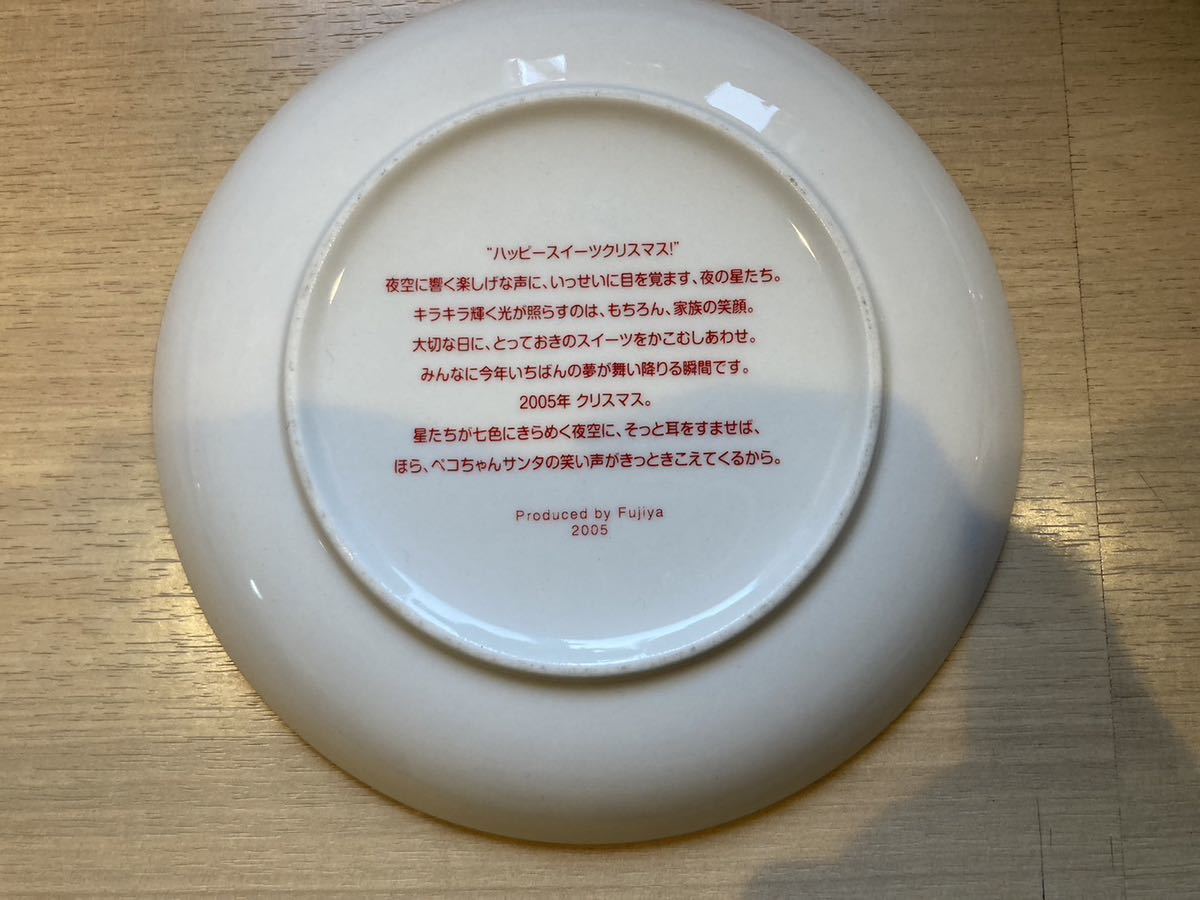 “ハッピースイーツクリスマス!”
夜空に響く楽しげな声に、いっせいに目を覚ます、夜の星たち。
キラキラ輝く光が照らすのは、もちろん、家族の笑顔。
大切な日に、とっておきのスイーツをかこむしあわせ。
みんなに今年いちばんの夢が舞い降りる瞬間です。
2005年 クリスマス。
星たちが七色にきらめく夜空に、そっと耳をすませば、
ほら、ペコちゃんサンタの笑い声がきっときこえてくるから。
Produced by Fujiya
2005